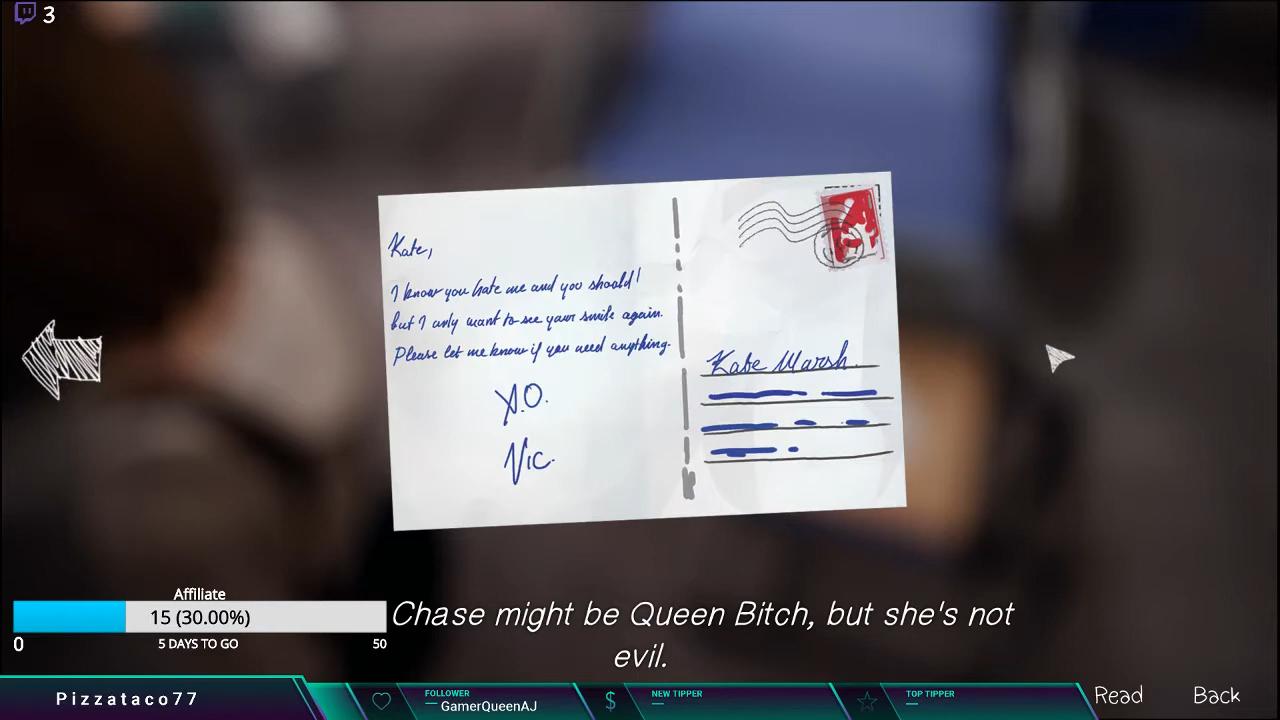 3
Kate,
I know you hate me and you should!
but I only want to see your smile again.
Please let me know if you need anything.
X.O.
Vic.
Kate Marsh
Affiliate
15 (30.00%)
0 5 DAYS TO GO 50
Chase might be Queen Bitch, but she's not
evil.
Pizzataco77
FOLLOWER
GamerQueenAJ
$
NEW TIPPER
TOP TIPPER
Read Back